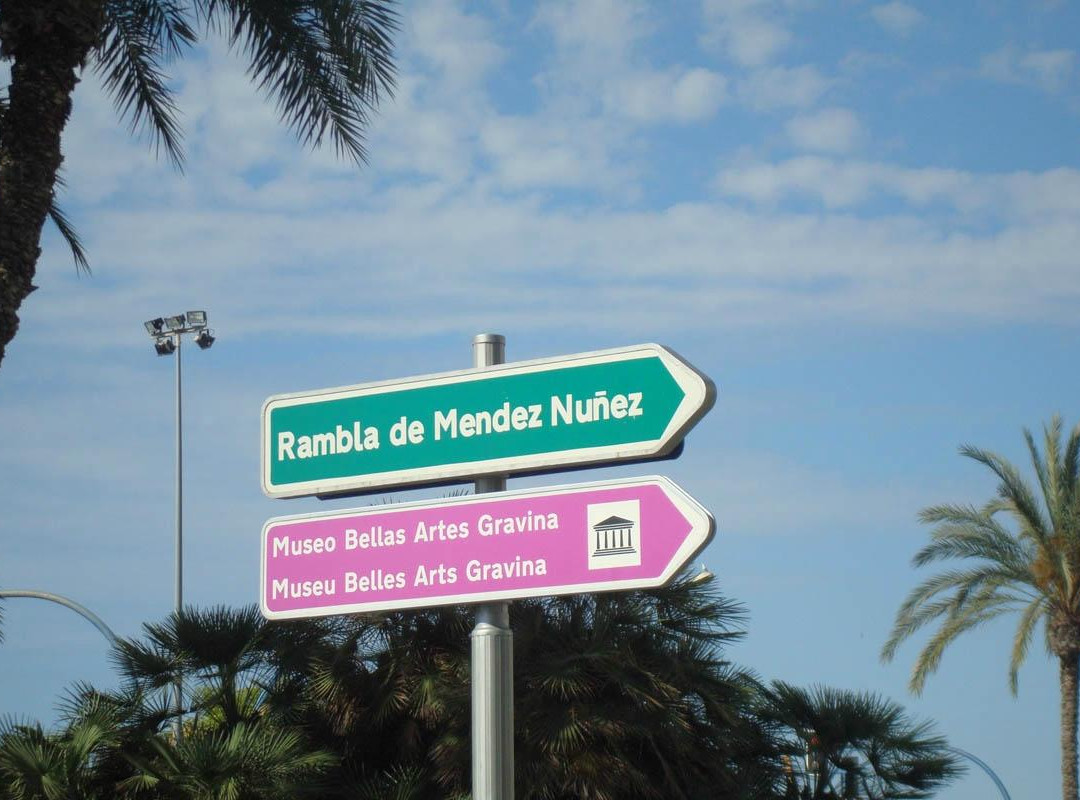 Rambla de Mendez Nuñez
Museo Bellas Artes Gravina
Museu Belles Arts Gravina